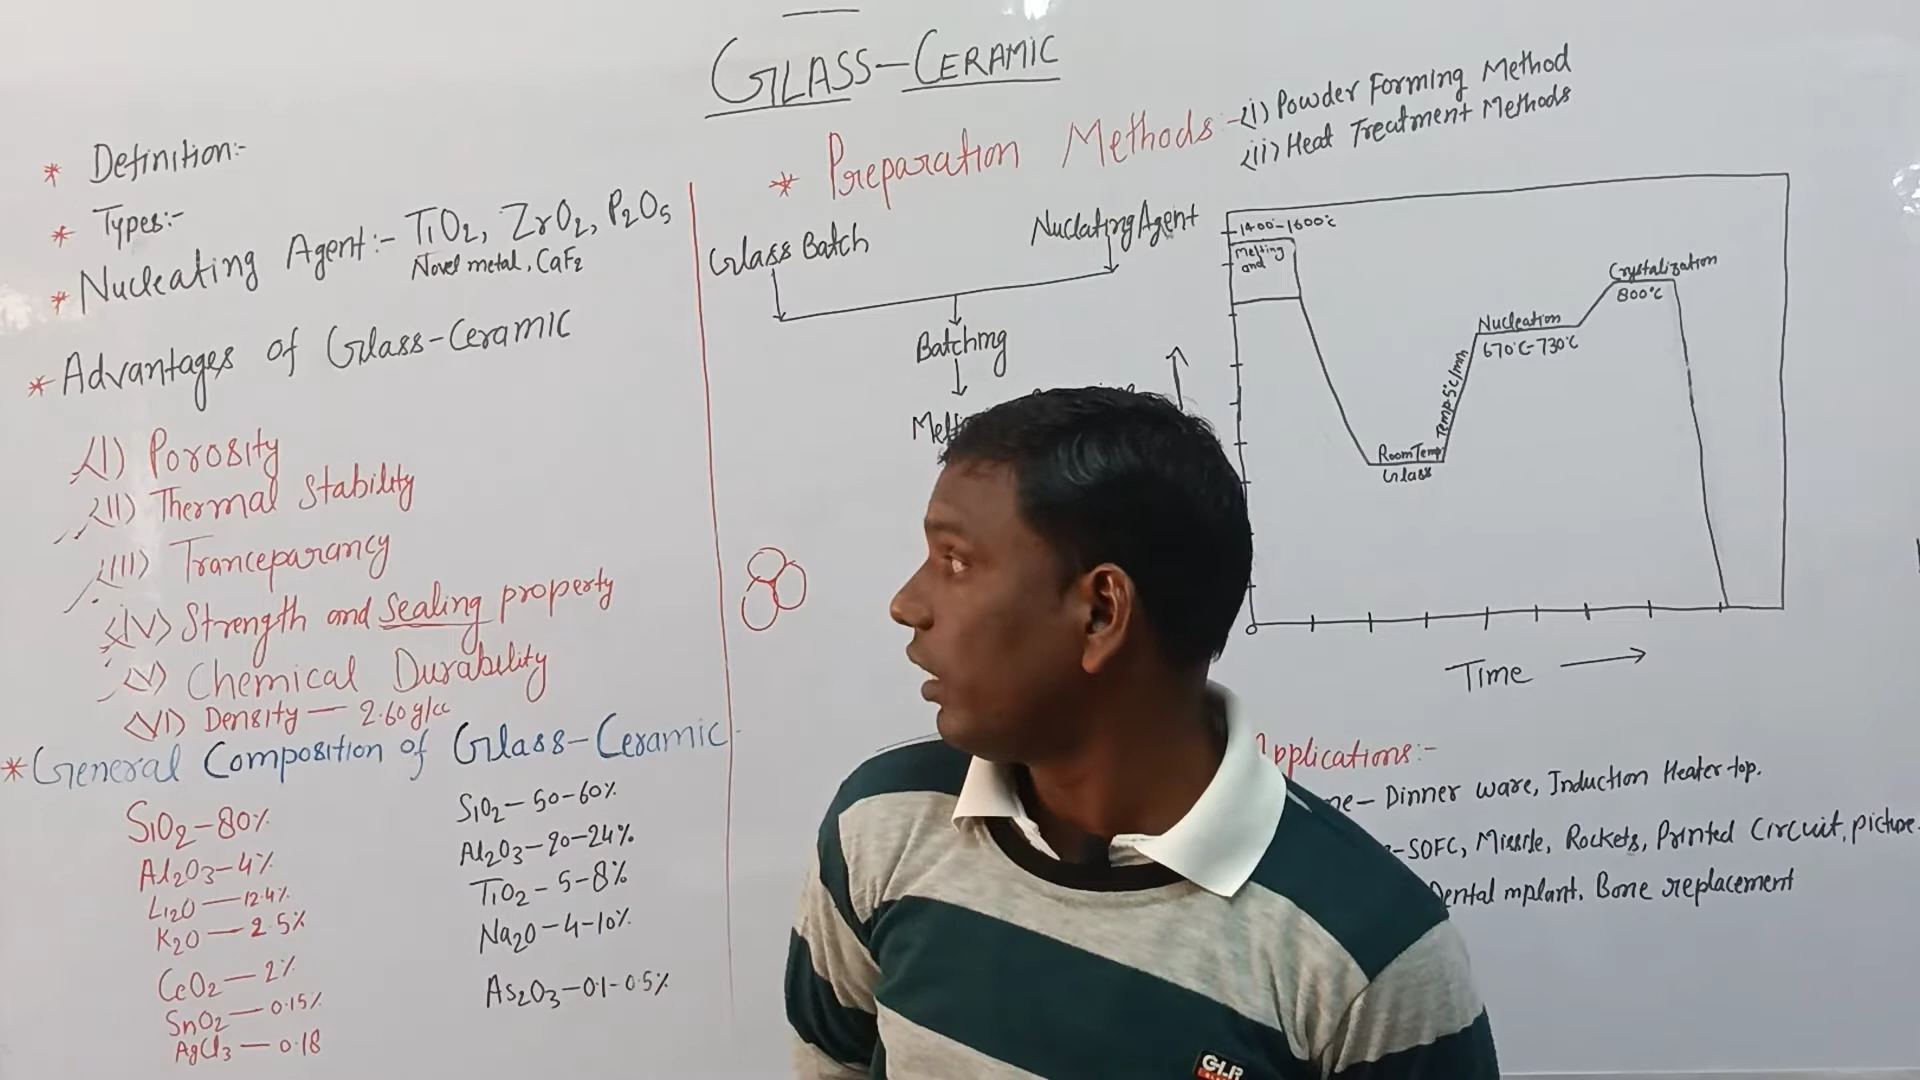 GLASS-CERAMIC
* Definition:-
* Types:-
* Nucleating Agent:- TiO2, ZrO2, P2O5
Novel metal, CaF2
* Advantages of Glass-Ceramic
(I) Porosity
(II) Thermal Stability
(III) Tranceparancy
(IV) Strength and Sealing property
(V) Chemical Durability
(VI) Density — 2.60g/cc
* General Composition of Glass-Ceramic
SiO2-80%
Al2O3-4%
Li2O-12.4%
K2O-2.5%
CeO2-2%
SnO2-0.15%
AgCl3-0.18
SiO2-50-60%
Al2O3-20-24%
TiO2-5-8%
Na2O-4-10%
As2O3-0.1-0.5%
* Preparation Methods:-(i) Powder Forming Method
(ii) Heat Treatment Methods
Glass Batch
Nuclating Agent
Batching
1400-1600°C
Melting
and
Room Temp
Glass
Temp 5°C/min
Nucleation
670°C-730°C
Crystalization
800°C
0
Time
Applications:-
Dinner ware, Induction Heater top.
SOFC, Missile, Rockets, Printed Circuit, picture
Dental mplant. Bone replacement
GLR